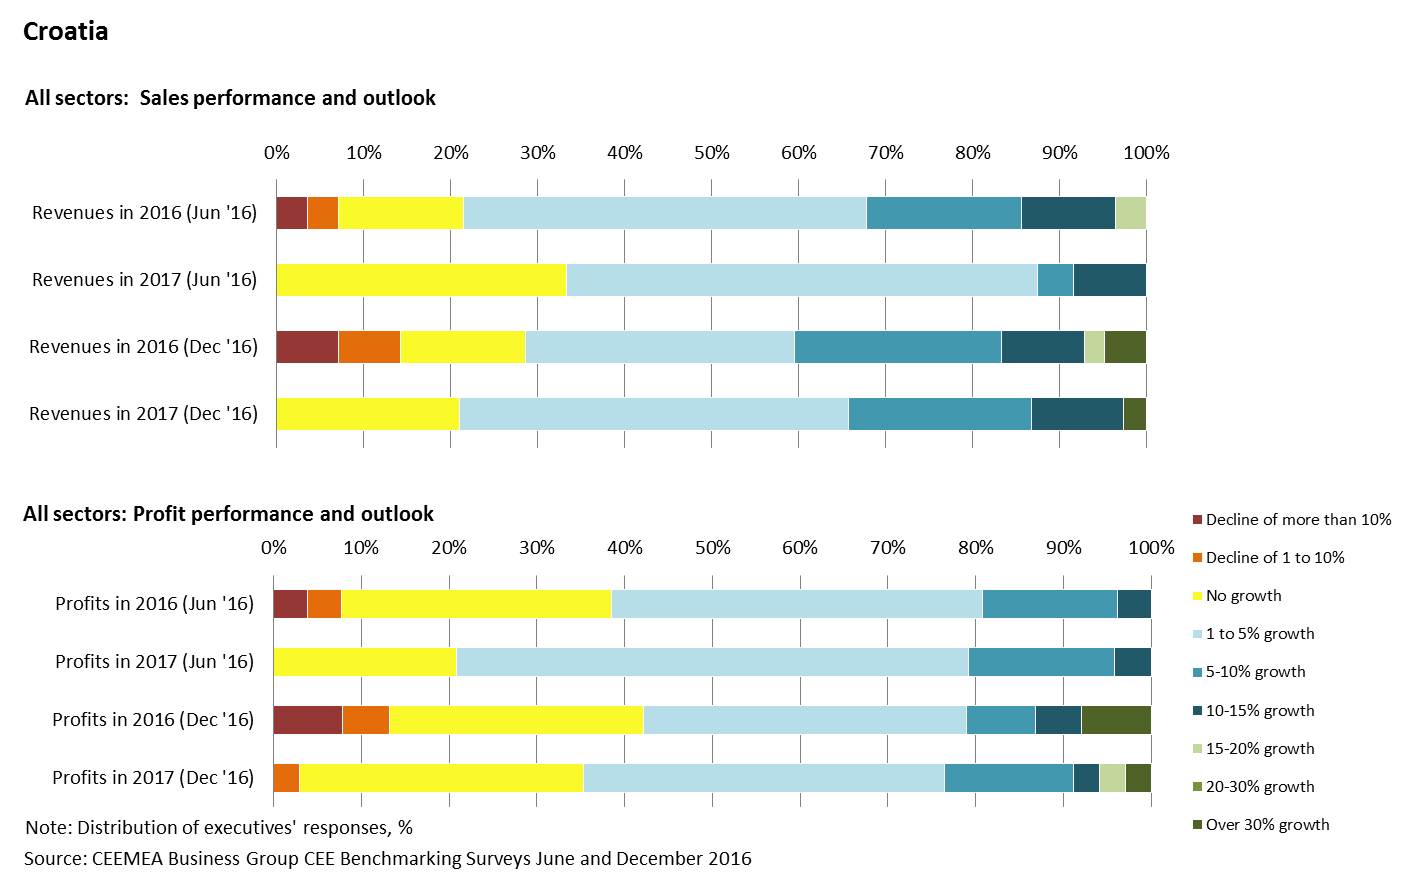 Croatia
All sectors:  Sales performance and outlook
0% 10% 20% 30% 40% 50% 60% 70% 80% 90% 100%
Revenues in 2016 (Jun '16)
Revenues in 2017 (Jun '16)
Revenues in 2016 (Dec '16)
Revenues in 2017 (Dec '16)
All sectors: Profit performance and outlook
0% 10% 20% 30% 40% 50% 60% 70% 80% 90% 100%
Profits in 2016 (Jun '16)
Profits in 2017 (Jun '16)
Profits in 2016 (Dec '16)
Profits in 2017 (Dec '16)
Decline of more than 10%
Decline of 1 to 10%
No growth
1 to 5% growth
5-10% growth
10-15% growth
15-20% growth
20-30% growth
Over 30% growth
Note: Distribution of executives' responses, %
Source: CEEMEA Business Group CEE Benchmarking Surveys June and December 2016